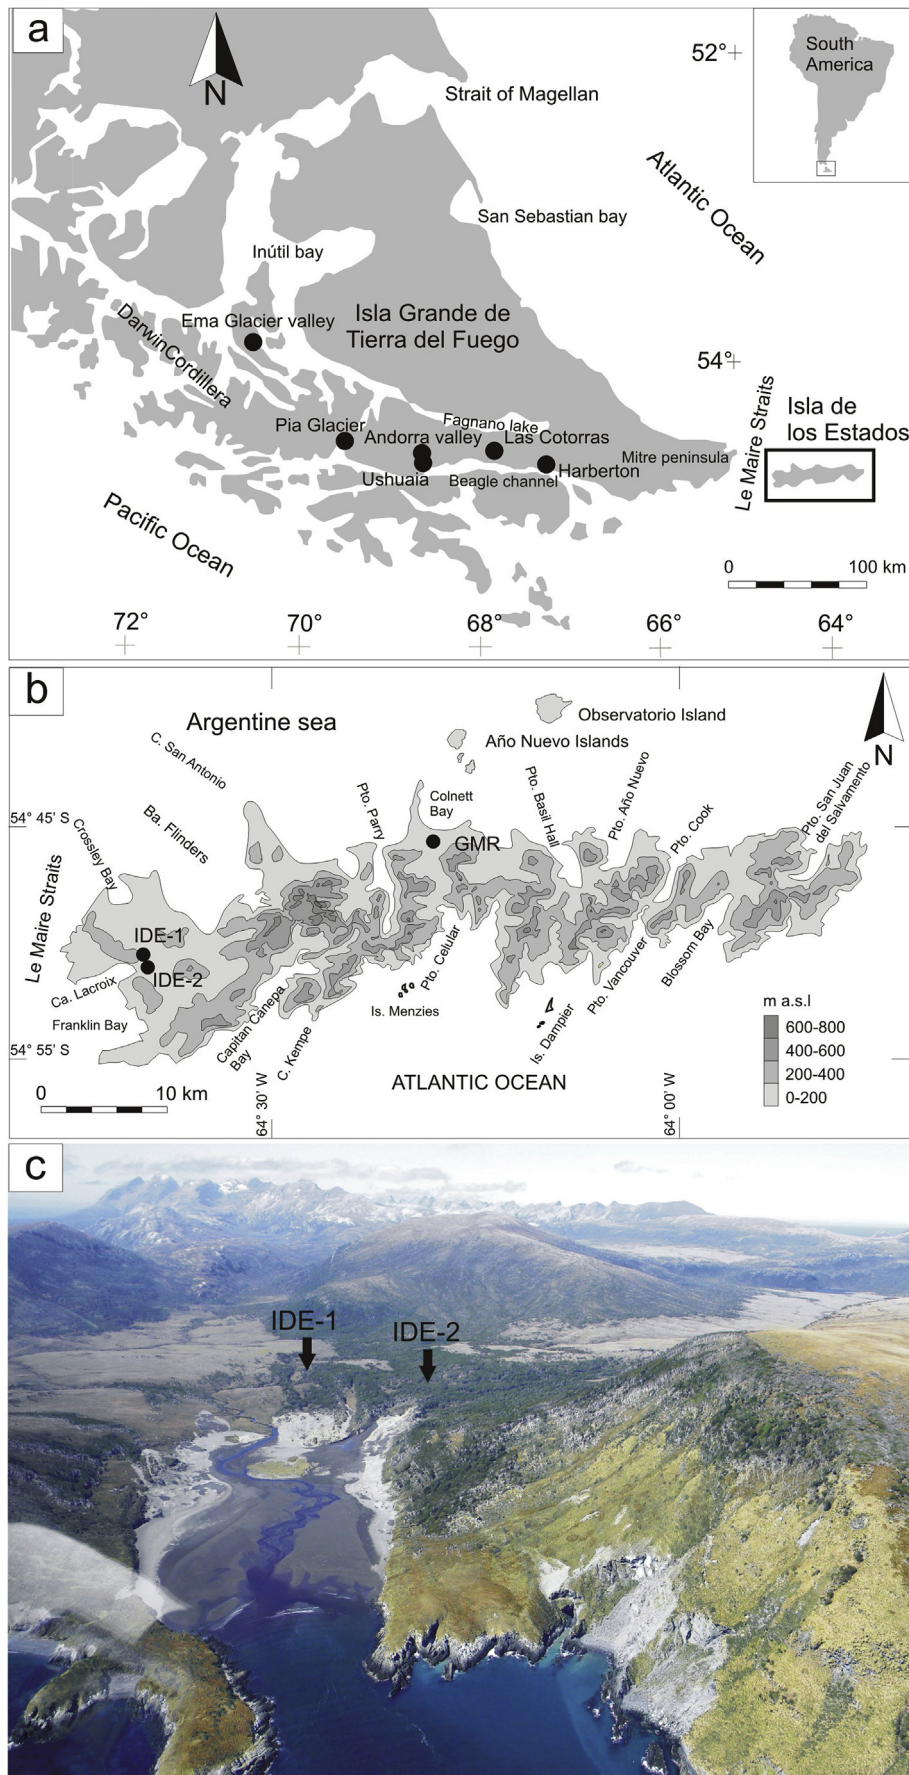 a
N
52°
South
America
Strait of Magellan
Atlantic Ocean
San Sebastian bay
Inútil bay
Isla Grande de
Tierra del Fuego
Ema Glacier valley
Darwin Cordillera
54°
Le Maire Straits
Isla de
los Estados
Fagnano lake
Pia Glacier
Andorra valley
Las Cotorras
Mitre peninsula
Ushuaia
Beagle channel
Harberton
Pacific Ocean
0 100 km
72° 70° 68° 66° 64°
b
Argentine sea
Observatorio Island
Año Nuevo Islands
N
C. San Antonio
Colnett
Bay
Pto. Parry
Pto. Basil Hall
Pto. Año Nuevo
Pto. Cook
Pto. San Juan
del Salvamento
54° 45' S
Ba. Flinders
Crossley Bay
GMR
Le Maire Straits
IDE-1
IDE-2
Ca. Lacroix
Franklin Bay
Capitan Canepa
Bay
C. Kempe
Is. Menzies
Pto. Celular
Is. Dampier
Pto. Vancouver
Blossom Bay
54° 55' S
m a.s.l
600-800
400-600
200-400
0-200
ATLANTIC OCEAN
0 10 km
64° 30' W
64° 00' W
c
IDE-1
IDE-2